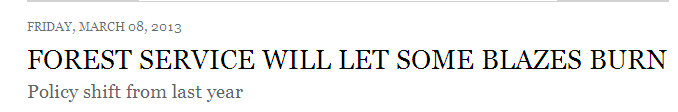 FRIDAY, MARCH 08, 2013
FOREST SERVICE WILL LET SOME BLAZES BURN
Policy shift from last year